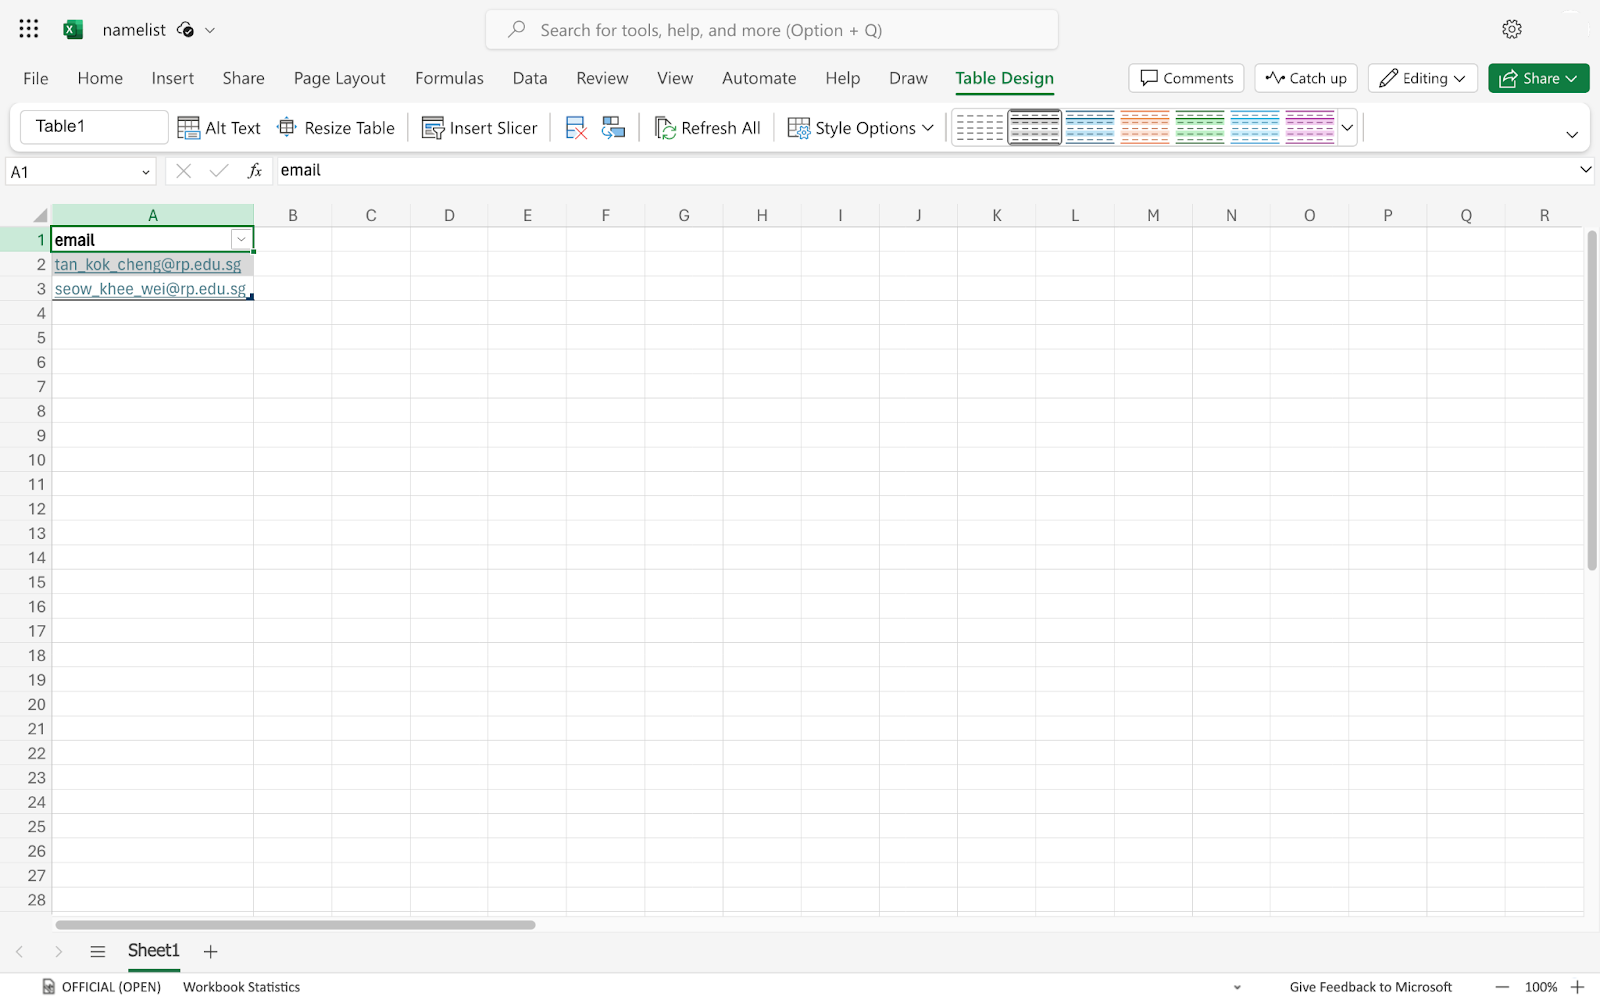 namelist
Search for tools, help, and more (Option + Q)
File Home Insert Share Page Layout Formulas Data Review View Automate Help Draw Table Design Comments Catch up Editing Share
Table1 Alt Text Resize Table Insert Slicer Refresh All Style Options
A1 fx email
A B C D E F G H I J K L M N O P Q R
1 email
2 tan_kok_cheng@rp.edu.sg
3 seow_khee_wei@rp.edu.sg
4
5
6
7
8
9
10
11
12
13
14
15
16
17
18
19
20
21
22
23
24
25
26
27
28
Sheet1
OFFICIAL (OPEN) Workbook Statistics Give Feedback to Microsoft 100%